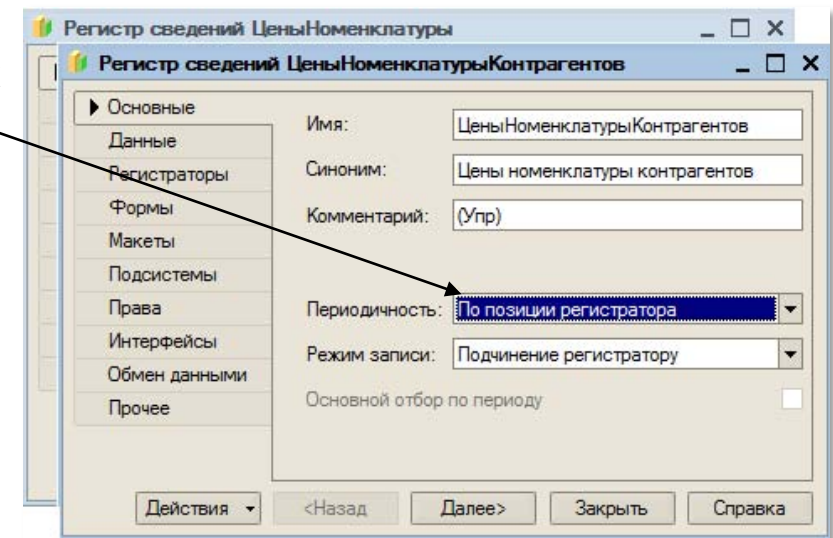 Регистр сведений ЦеныНоменклатуры
Регистр сведений ЦеныНоменклатурыКонтрагентов
Основные
Данные
Регистраторы
Формы
Макеты
Подсистемы
Права
Интерфейсы
Обмен данными
Прочее
Имя: ЦеныНоменклатурыКонтрагентов
Синоним: Цены номенклатуры контрагентов
Комментарий: (Упр)
Периодичность: По позиции регистратора
Режим записи: Подчинение регистратору
Основной отбор по периоду
Действия <Назад Далее> Закрыть Справка